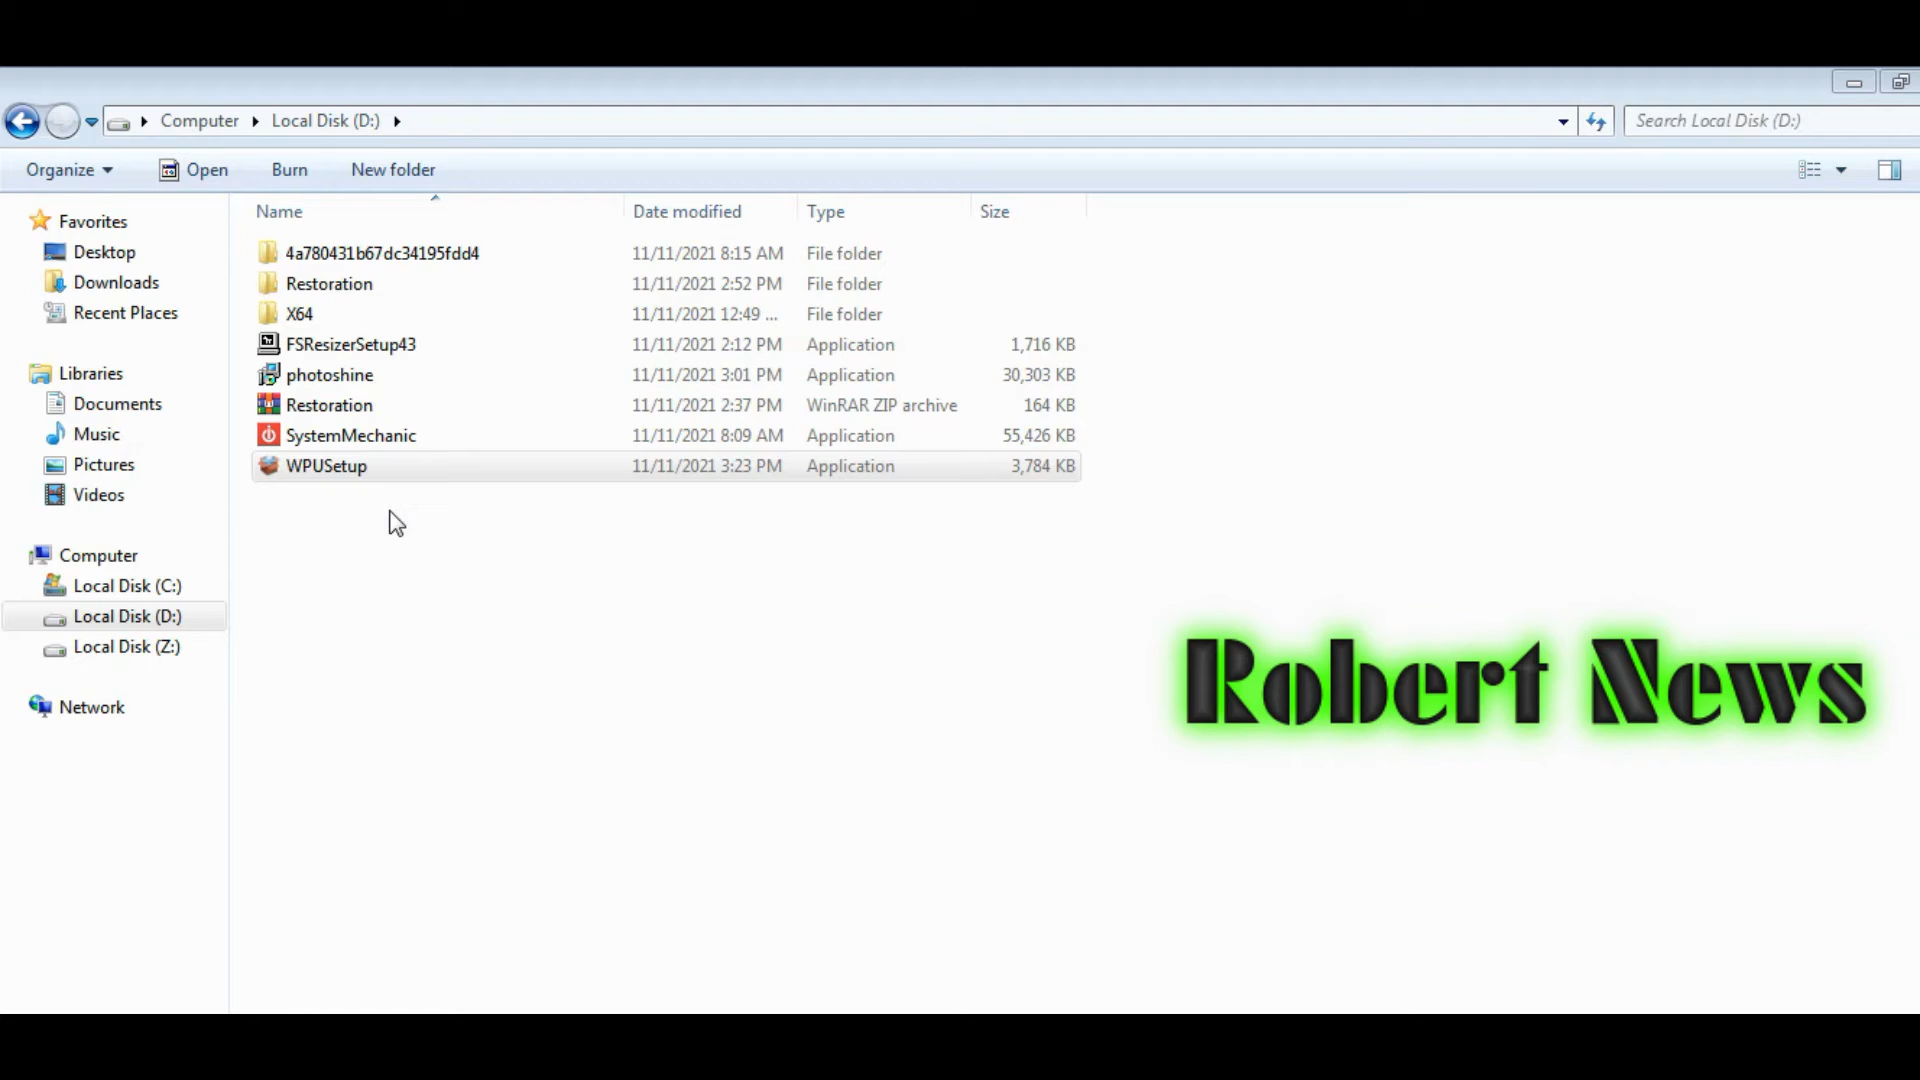 Computer Local Disk (D:)
Search Local Disk (D:)
Organize Open Burn New folder
Name Date modified Type Size
Favorites
Desktop
Downloads
Recent Places
Libraries
Documents
Music
Pictures
Videos
Computer
Local Disk (C:)
Local Disk (D:)
Local Disk (Z:)
Network
4a780431b67dc34195fdd4 11/11/2021 8:15 AM File folder
Restoration 11/11/2021 2:52 PM File folder
X64 11/11/2021 12:49 ... File folder
FSResizerSetup43 11/11/2021 2:12 PM Application 1,716 KB
photoshine 11/11/2021 3:01 PM Application 30,303 KB
Restoration 11/11/2021 2:37 PM WinRAR ZIP archive 164 KB
SystemMechanic 11/11/2021 8:09 AM Application 55,426 KB
WPUSetup 11/11/2021 3:23 PM Application 3,784 KB
Robert News